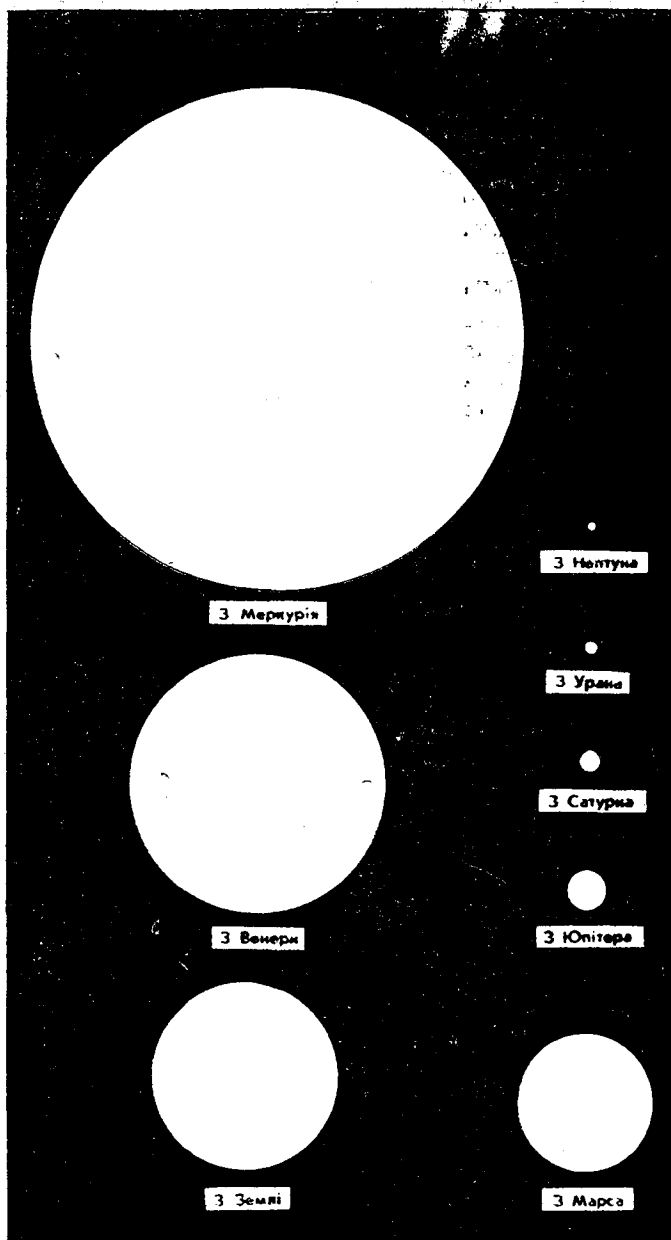 З Меркурія
З Венери
З Землі
З Нептуна
З Урана
З Сатурна
З Юпітера
З Марса